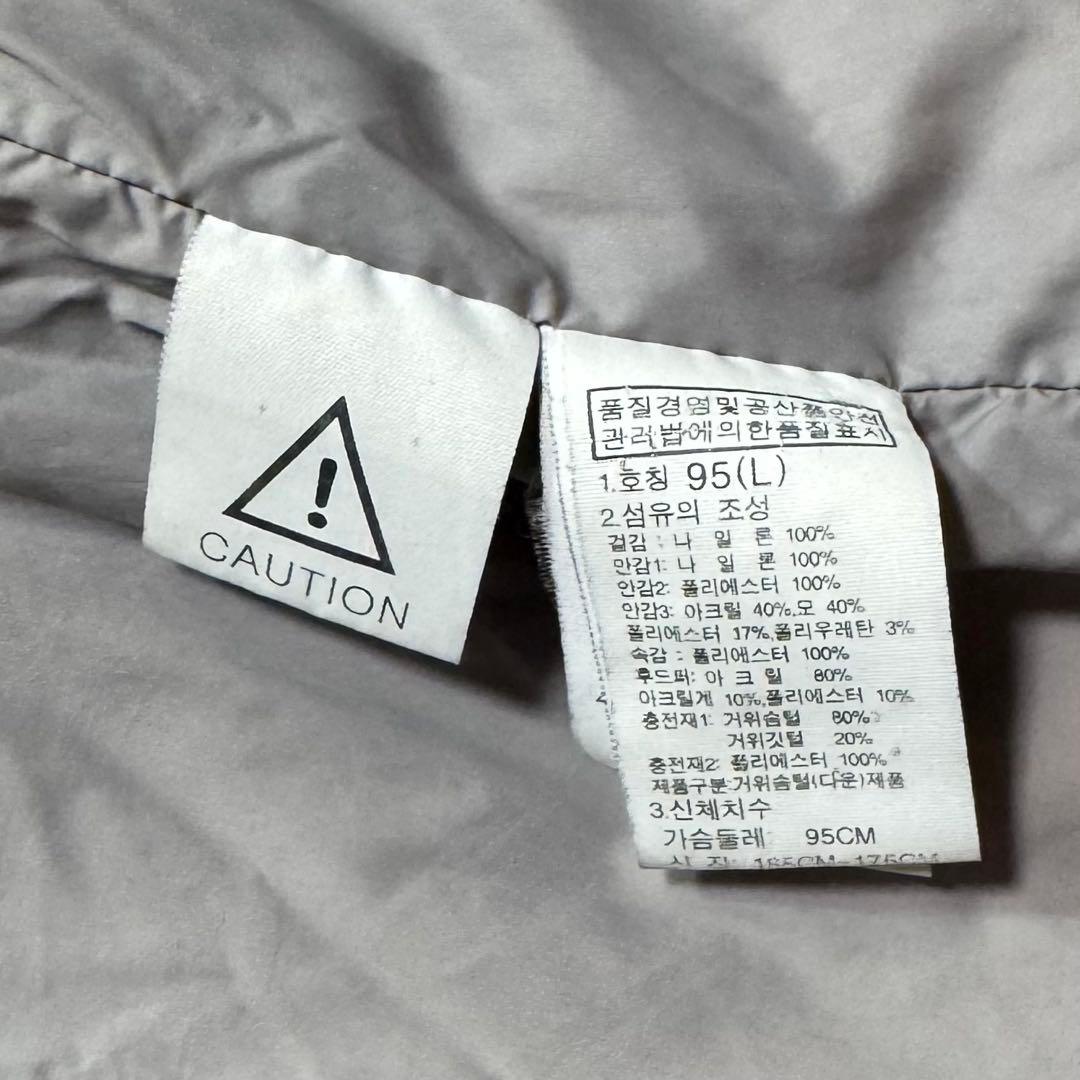 CAUTION
품질경영및공산품안전
관리법에의한품질표시
1.호칭 95(L)
2.섬유의 조성
겉감 : 나 일 론 100%
안감1: 나 일 론 100%
안감2: 폴리에스터 100%
안감3: 아크릴 40%,모 40%
폴리에스터 17%,폴리우레탄 3%
속감 : 폴리에스터 100%
후드퍼: 아 크 릴 80%
아크릴계 10%,폴리에스터 10%
충전재1: 거위솜털 80%
거위깃털 20%
충전재2: 폴리에스터 100%
제품구분:거위솜털(다운)제품
3.신체치수
가슴둘레 95CM